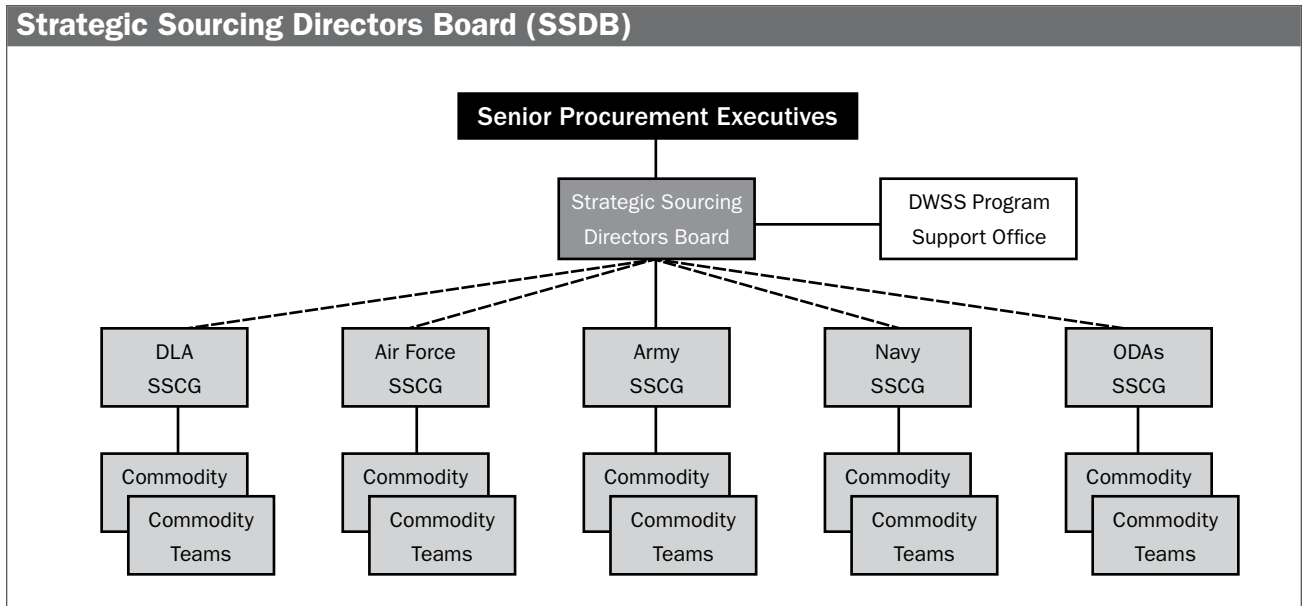 Strategic Sourcing Directors Board (SSDB)
Senior Procurement Executives
Strategic Sourcing
Directors Board
DWSS Program
Support Office
DLA
SSCG
Air Force
SSCG
Army
SSCG
Navy
SSCG
ODAs
SSCG
Commodity
Commodity
Teams
Commodity
Commodity
Teams
Commodity
Commodity
Teams
Commodity
Commodity
Teams
Commodity
Commodity
Teams